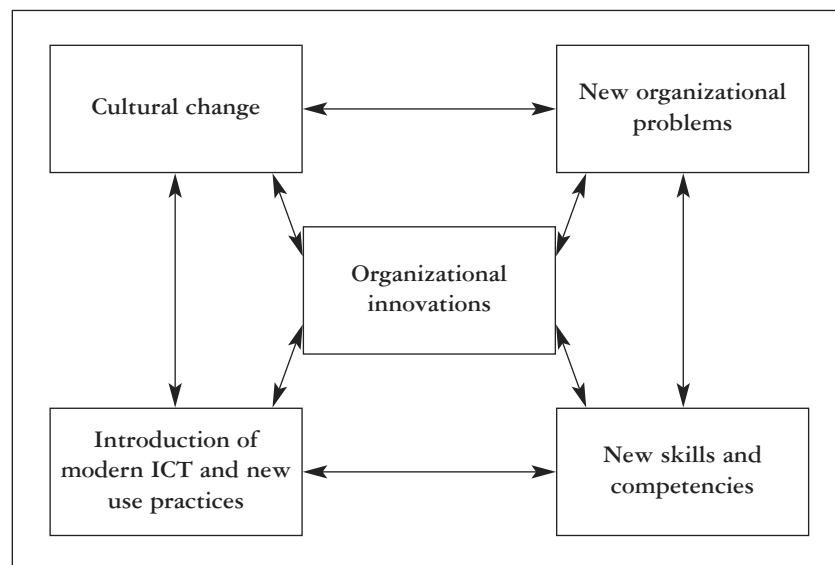 Cultural change
New organizational
problems
Organizational
innovations
Introduction of
modern ICT and new
use practices
New skills and
competencies